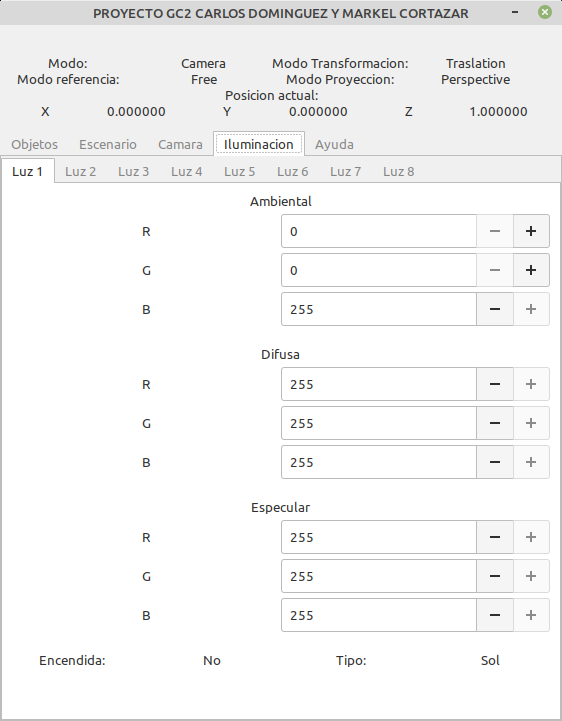 PROYECTO GC2 CARLOS DOMINGUEZ Y MARKEL CORTAZAR
Modo: Camera Modo Transformacion: Traslation
Modo referencia: Free Modo Proyeccion: Perspective
Posicion actual:
X 0.000000 Y 0.000000 Z 1.000000
Objetos Escenario Camara Iluminacion Ayuda
Luz 1 Luz 2 Luz 3 Luz 4 Luz 5 Luz 6 Luz 7 Luz 8
Ambiental
R 0
G 0
B 255
Difusa
R 255
G 255
B 255
Especular
R 255
G 255
B 255
Encendida: No Tipo: Sol